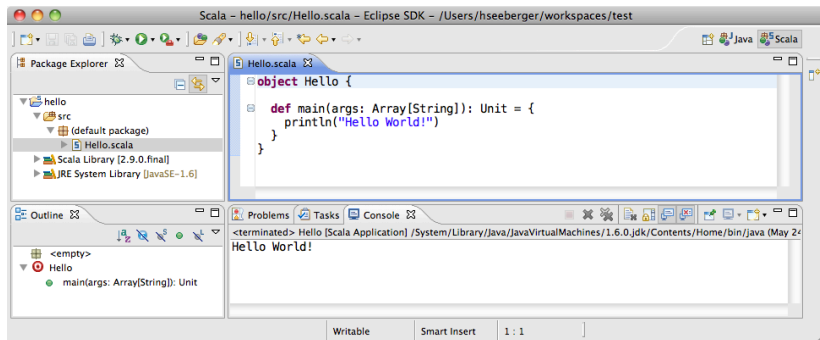 Scala – hello/src/Hello.scala – Eclipse SDK – /Users/hseeberger/workspaces/test
Java Scala
Package Explorer
hello
src
(default package)
Hello.scala
Scala Library [2.9.0.final]
JRE System Library [JavaSE-1.6]
Hello.scala
object Hello {
def main(args: Array[String]): Unit = {
println("Hello World!")
}
}
Outline
<empty>
Hello
main(args: Array[String]): Unit
Problems Tasks Console
<terminated> Hello [Scala Application] /System/Library/Java/JavaVirtualMachines/1.6.0.jdk/Contents/Home/bin/java (May 24
Hello World!
Writable Smart Insert 1 : 1